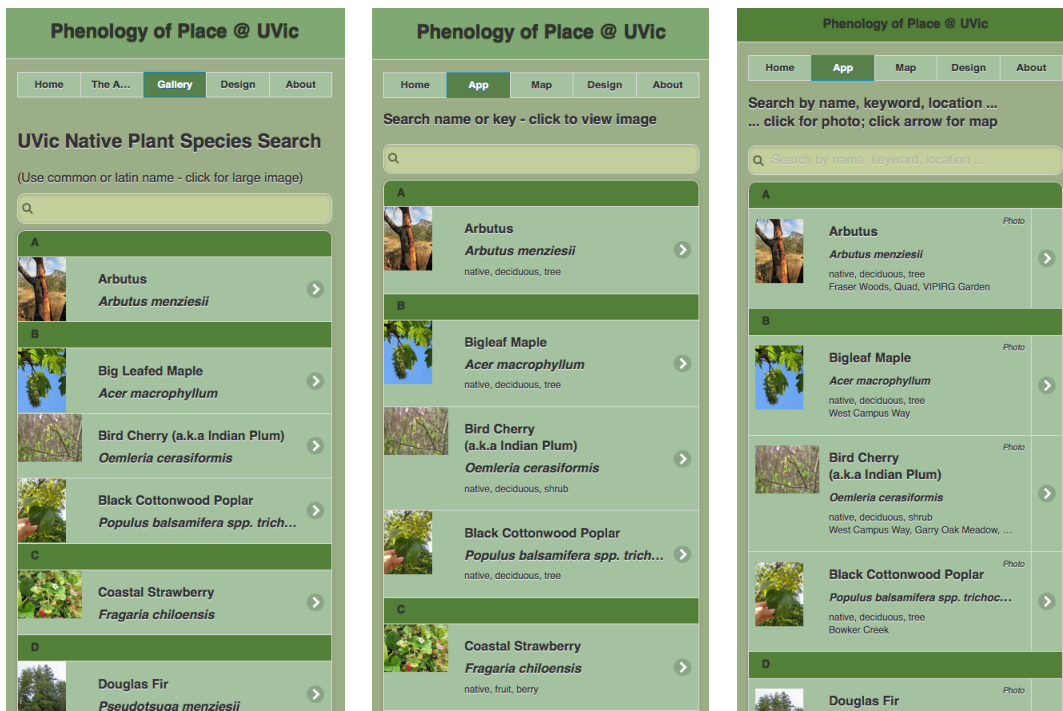 Phenology of Place @ UVic
Home The A... Gallery Design About
UVic Native Plant Species Search
(Use common or latin name - click for large image)
A
Arbutus
Arbutus menziesii
B
Big Leafed Maple
Acer macrophyllum
Bird Cherry (a.k.a Indian Plum)
Oemleria cerasiformis
Black Cottonwood Poplar
Populus balsamifera spp. trich...
C
Coastal Strawberry
Fragaria chiloensis
D
Douglas Fir
Pseudotsuga menziesii
Phenology of Place @ UVic
Home App Map Design About
Search name or key - click to view image
A
Arbutus
Arbutus menziesii
native, deciduous, tree
B
Bigleaf Maple
Acer macrophyllum
native, deciduous, tree
Bird Cherry
(a.k.a Indian Plum)
Oemleria cerasiformis
native, deciduous, shrub
Black Cottonwood Poplar
Populus balsamifera spp. trich...
native, deciduous, tree
C
Coastal Strawberry
Fragaria chiloensis
native, fruit, berry
Phenology of Place @ UVic
Home App Map Design About
Search by name, keyword, location ...
... click for photo; click arrow for map
Search by name, keyword, location ...
A
Photo
Arbutus
Arbutus menziesii
native, deciduous, tree
Fraser Woods, Quad, VIPIRG Garden
B
Photo
Bigleaf Maple
Acer macrophyllum
native, deciduous, tree
West Campus Way
Photo
Bird Cherry
(a.k.a Indian Plum)
Oemleria cerasiformis
native, deciduous, shrub
West Campus Way, Garry Oak Meadow, ...
Photo
Black Cottonwood Poplar
Populus balsamifera spp. trichoc...
native, deciduous, tree
Bowker Creek
D
Photo
Douglas Fir